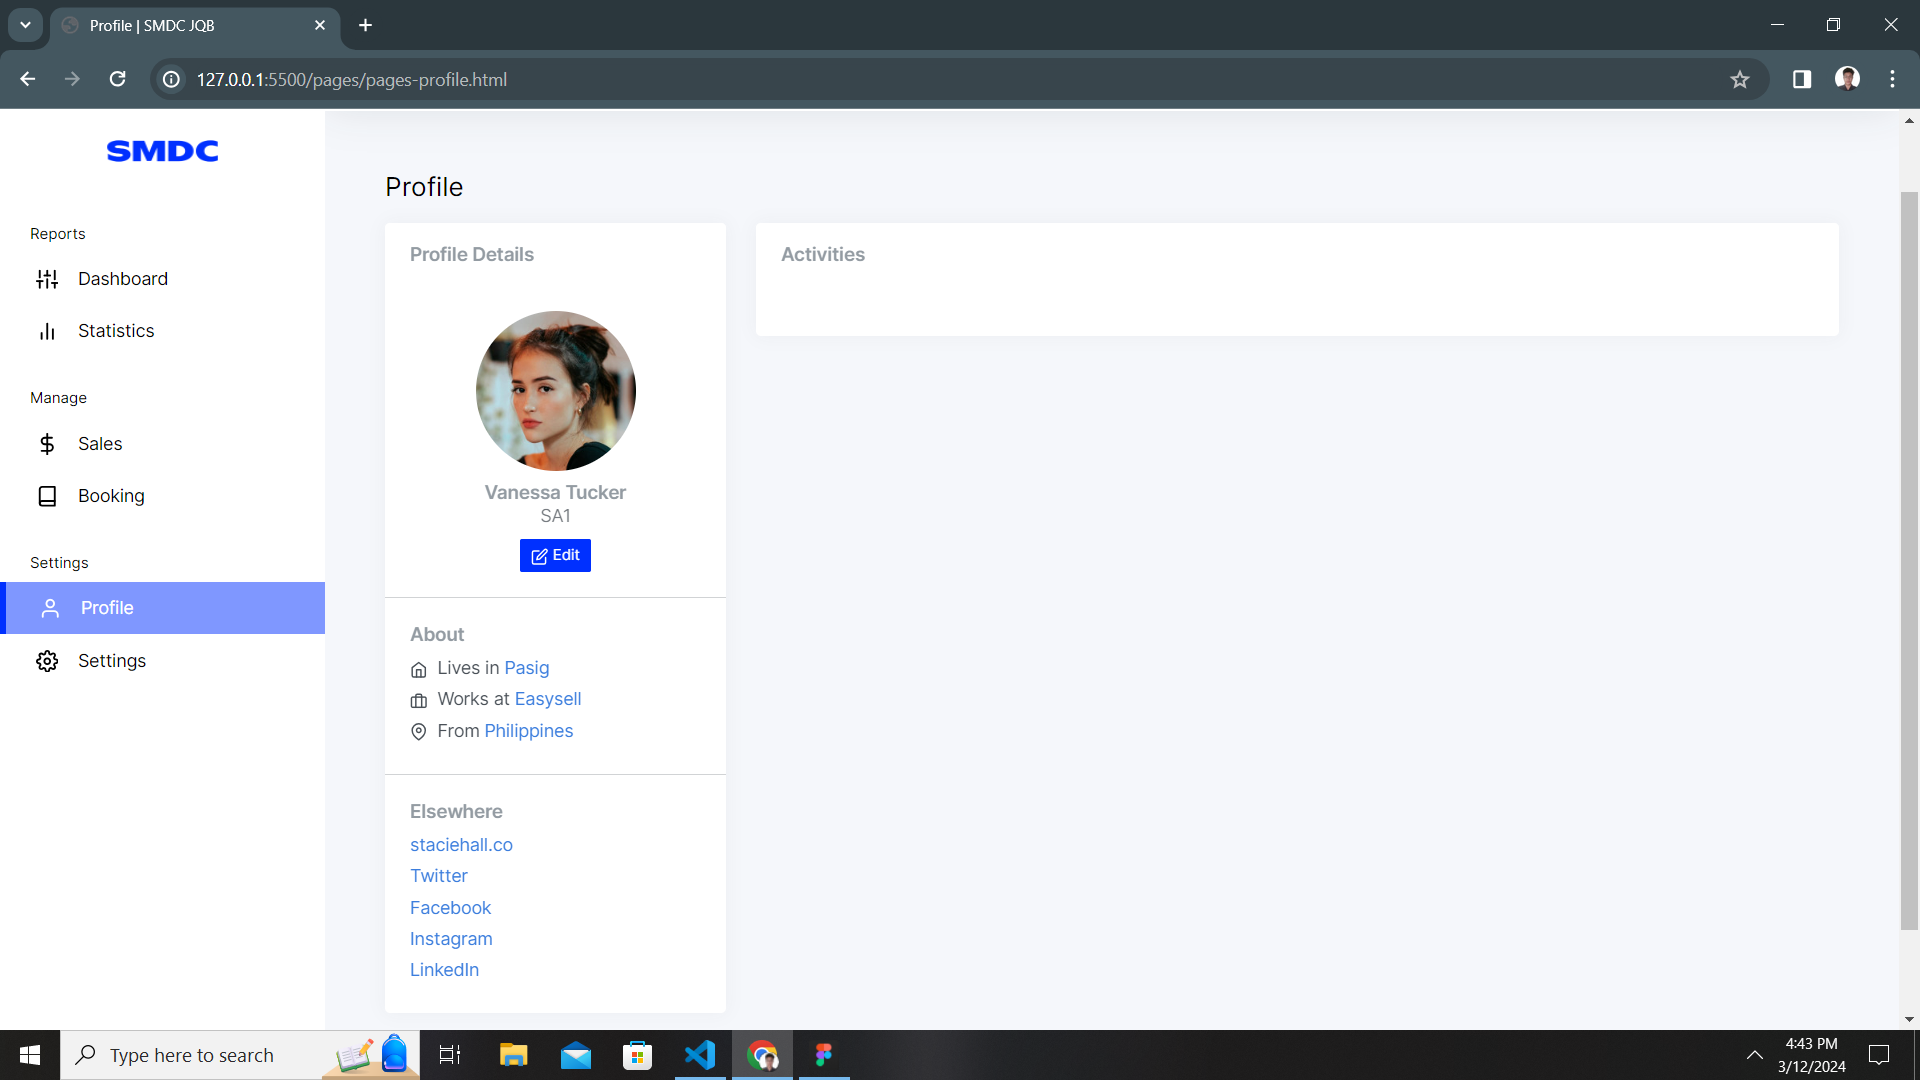 Profile | SMDC JQB
127.0.0.1:5500/pages/pages-profile.html
SMDC
Reports
Dashboard
Statistics
Manage
Sales
Booking
Settings
Profile
Settings
Profile
Profile Details
Vanessa Tucker
SA1
Edit
About
Lives in Pasig
Works at Easysell
From Philippines
Elsewhere
staciehall.co
Twitter
Facebook
Instagram
LinkedIn
Activities
Type here to search
4:43 PM
3/12/2024